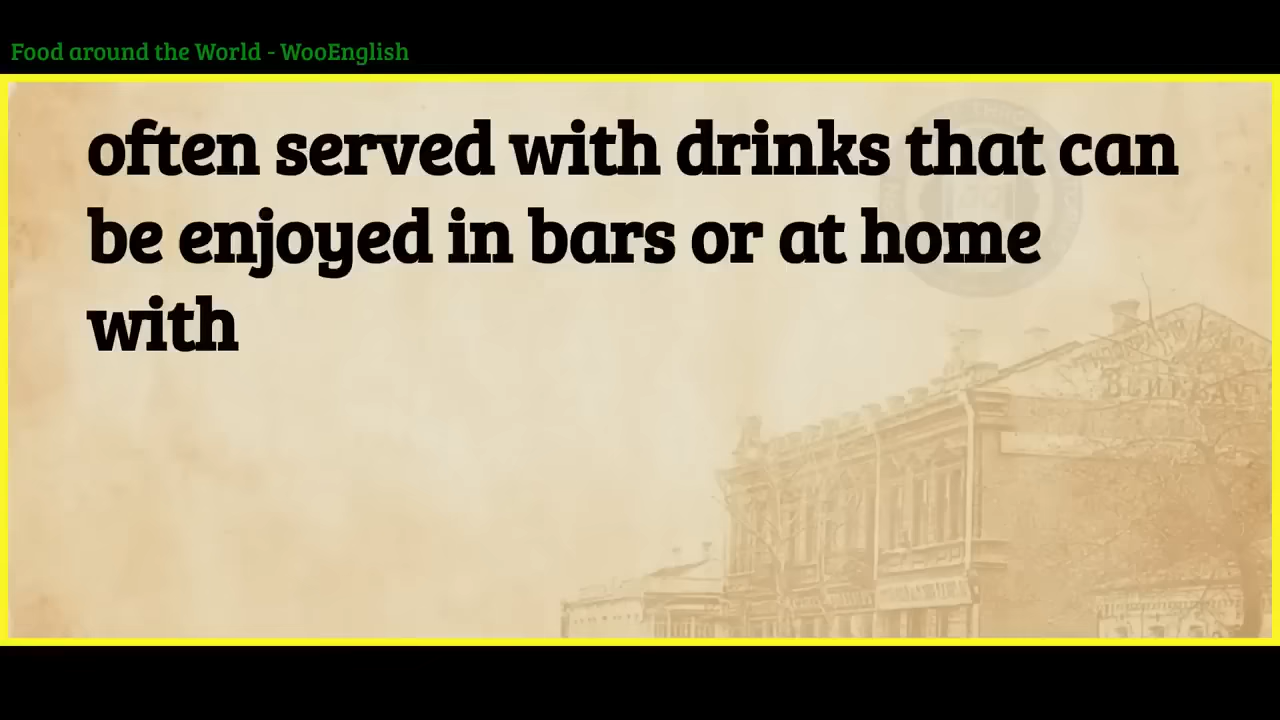 Food around the World - WooEnglish
often served with drinks that can
be enjoyed in bars or at home
with